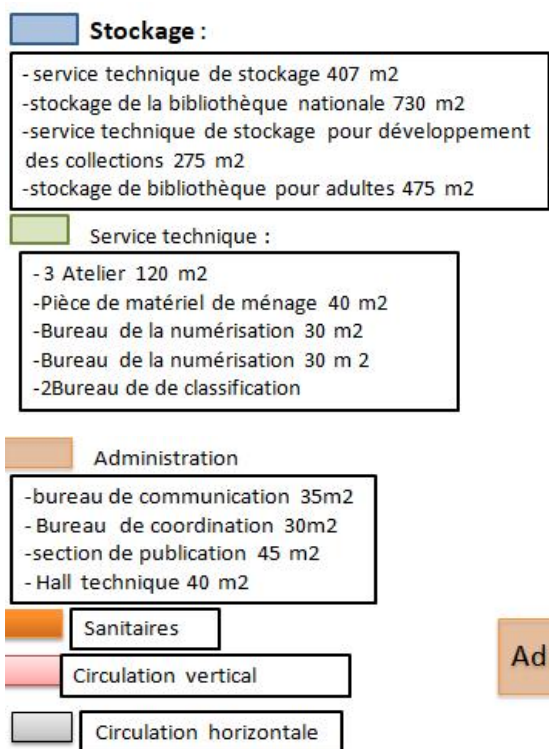 Stockage :
- service technique de stockage 407 m2
-stockage de la bibliothèque nationale 730 m2
-service technique de stockage pour développement
des collections 275 m2
-stockage de bibliothèque pour adultes 475 m2
Service technique :
- 3 Atelier 120 m2
-Pièce de matériel de ménage 40 m2
-Bureau de la numérisation 30 m2
-Bureau de la numérisation 30 m 2
-2Bureau de de classification
Administration
-bureau de communication 35m2
- Bureau de coordination 30m2
-section de publication 45 m2
- Hall technique 40 m2
Sanitaires
Ad
Circulation vertical
Circulation horizontale